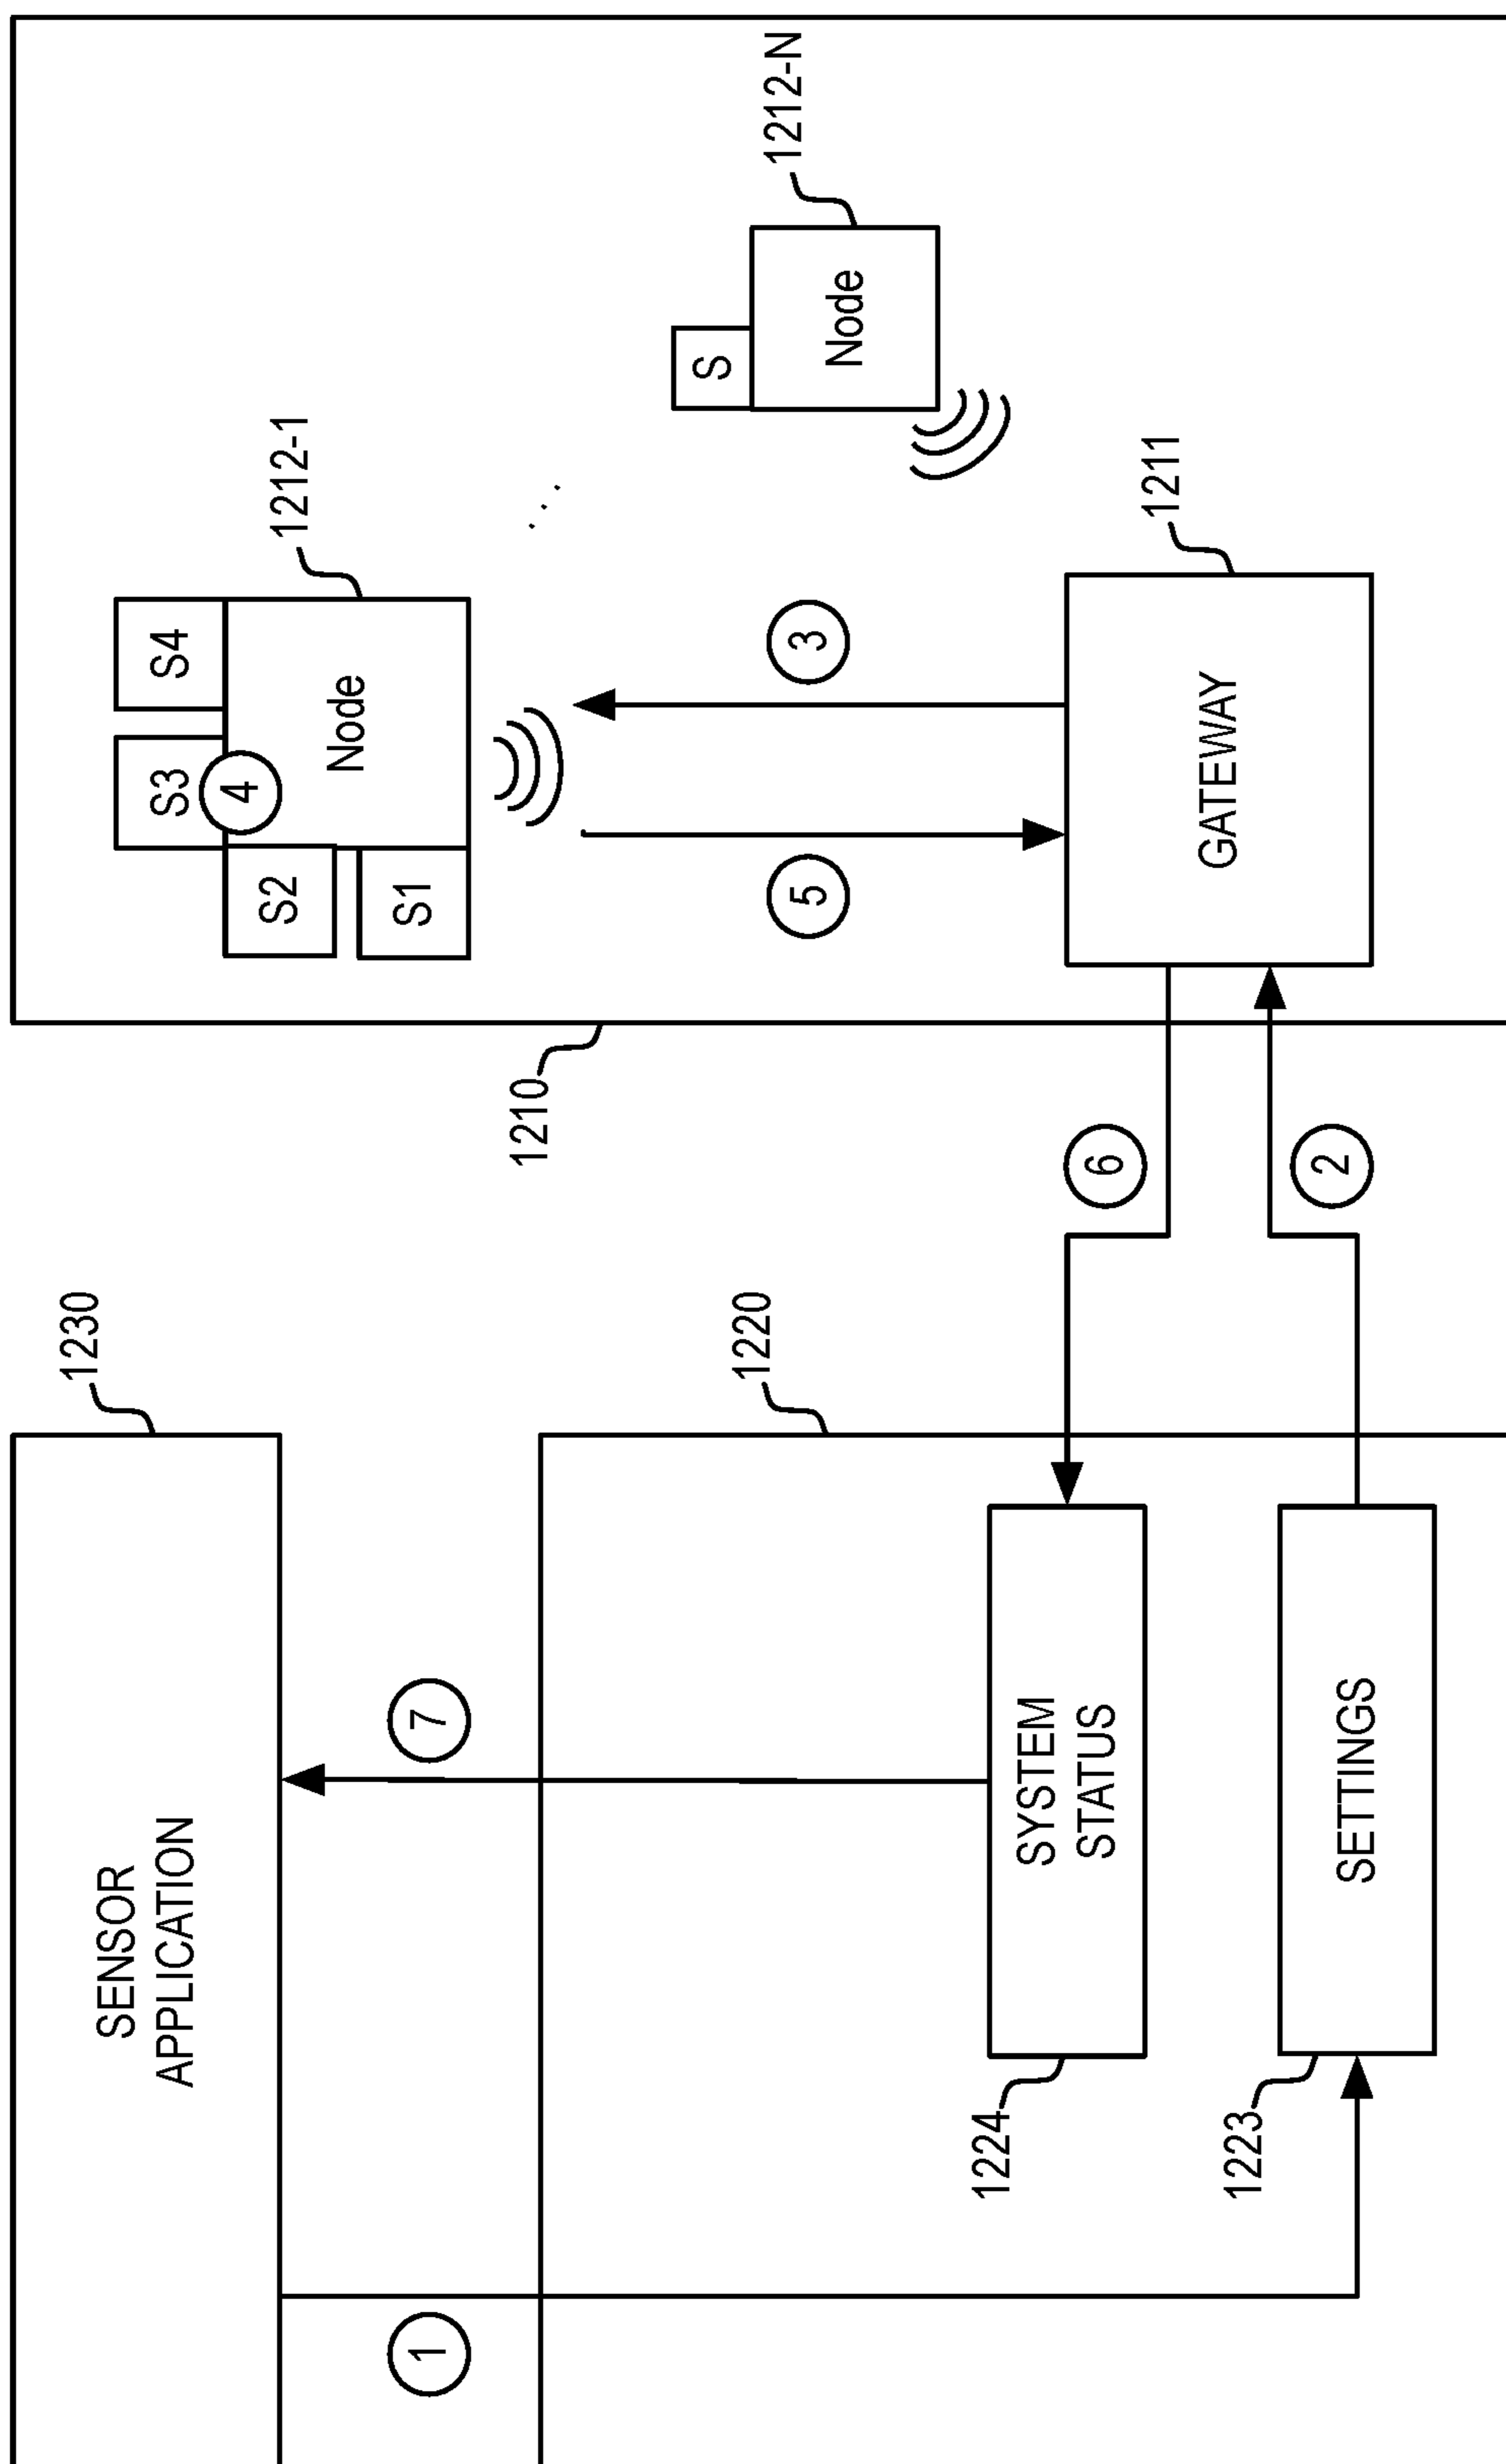 1230
SENSOR
APPLICATION
1
7
1220
1224
SYSTEM
STATUS
1223
SETTINGS
6
2
1210
S2
S1
S3
S4
4
Node
1212-1
5
3
GATEWAY
1211
S
Node
1212-N